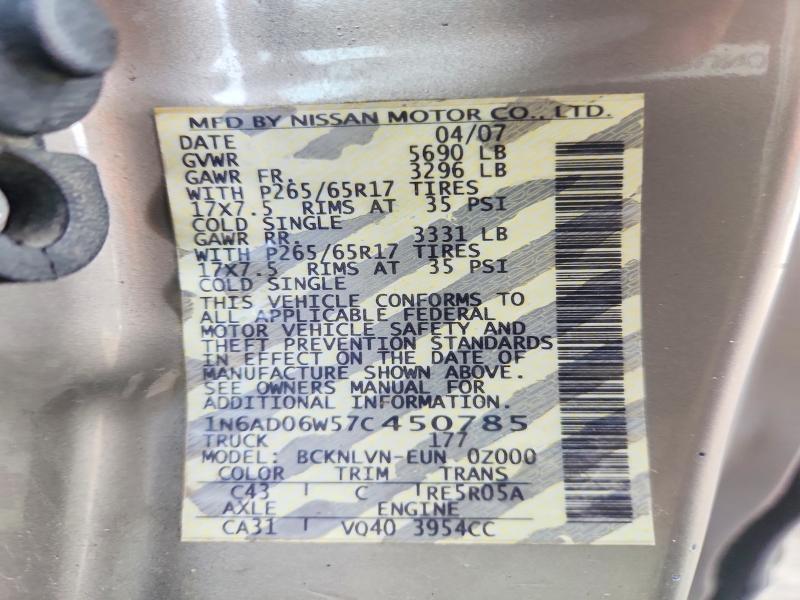 MFD BY NISSAN MOTOR CO., LTD.
DATE 04/07
GVWR 5690 LB
GAWR FR. 3296 LB
WITH P265/65R17 TIRES
17X7.5 RIMS AT 35 PSI
COLD SINGLE
GAWR RR. 3331 LB
WITH P265/65R17 TIRES
17X7.5 RIMS AT 35 PSI
COLD SINGLE
THIS VEHICLE CONFORMS TO
ALL APPLICABLE FEDERAL
MOTOR VEHICLE SAFETY AND
THEFT PREVENTION STANDARDS
IN EFFECT ON THE DATE OF
MANUFACTURE SHOWN ABOVE.
SEE OWNERS MANUAL FOR
ADDITIONAL INFORMATION.
1N6AD06W57C450785
TRUCK 177
MODEL: BCKNLVN-EUN 0Z000
COLOR TRIM TRANS
C43 C RE5R05A
AXLE ENGINE
CA31 VQ40 3954CC